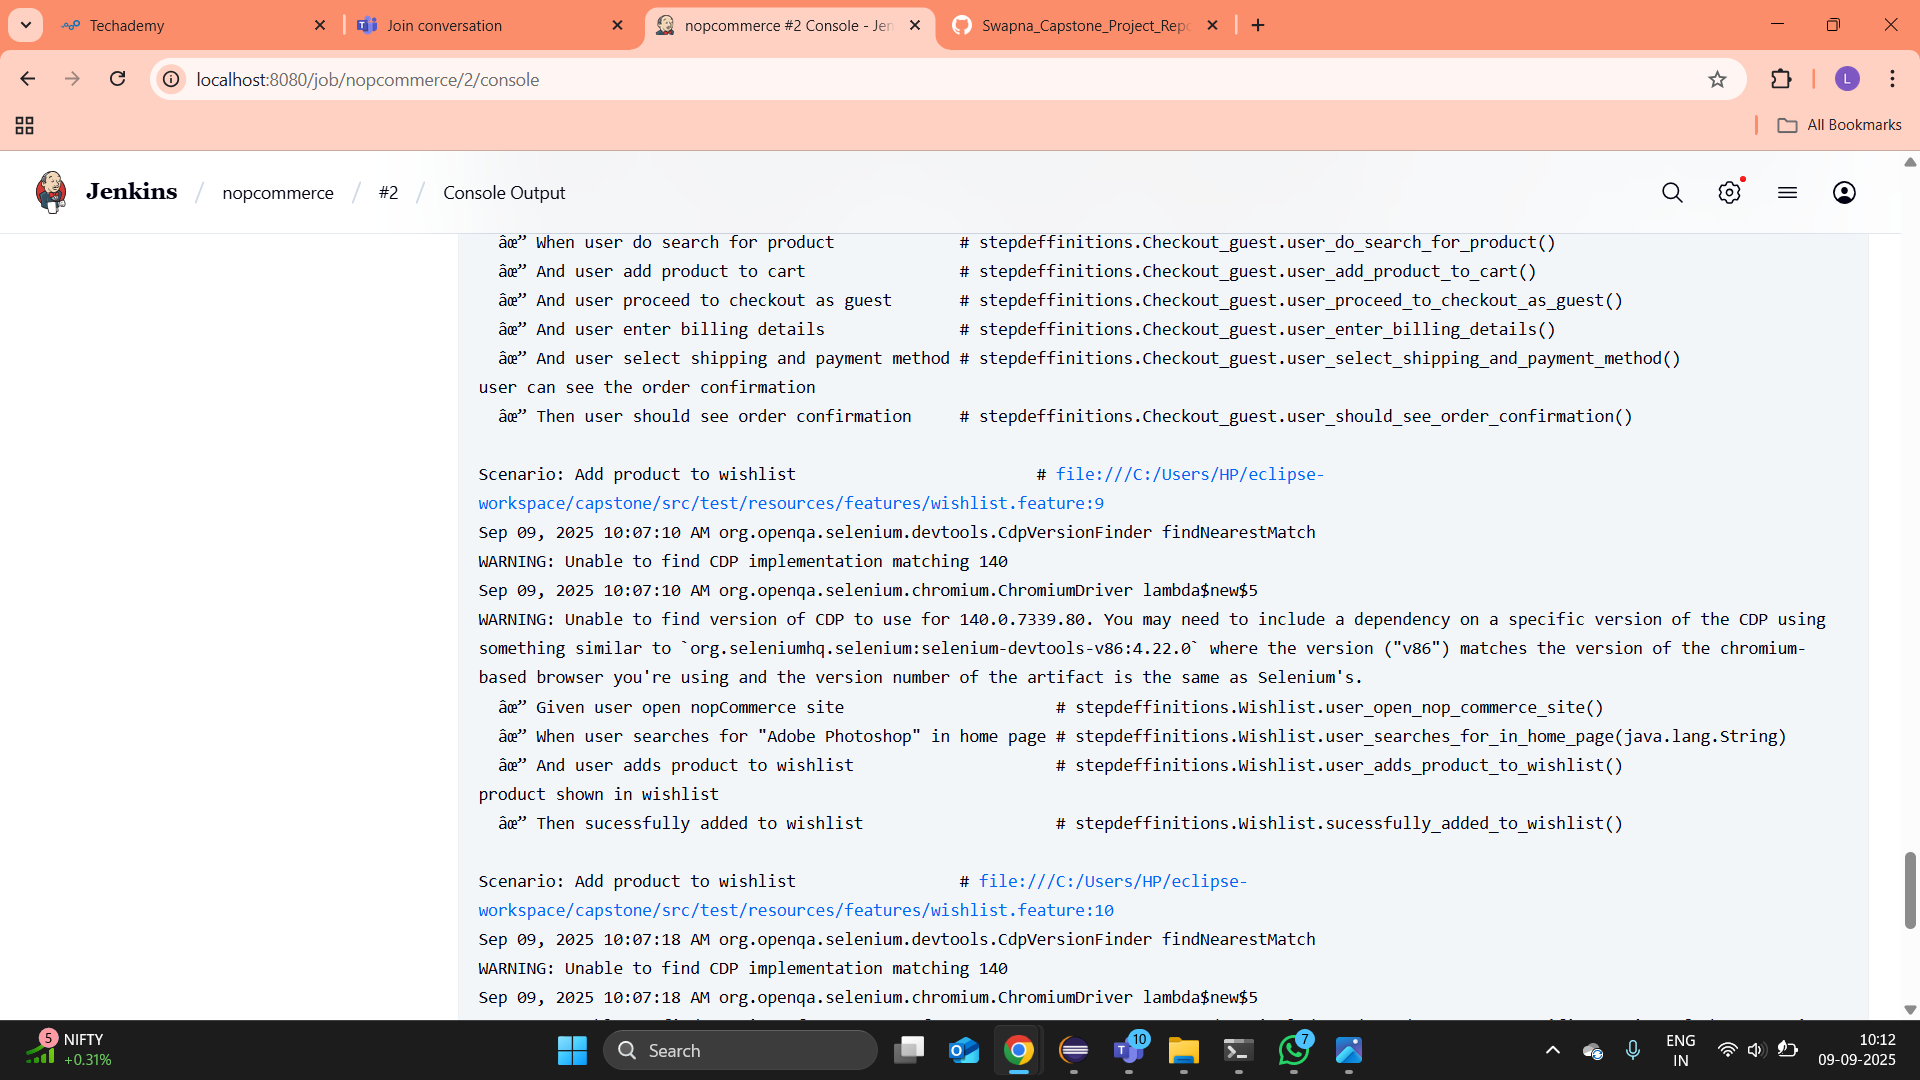 Techademy
Join conversation
nopcommerce #2 Console - Jen
Swapna_Capstone_Project_Repo
localhost:8080/job/nopcommerce/2/console
L
All Bookmarks
Jenkins / nopcommerce / #2 / Console Output
âœ” When user do search for product # stepdeffinitions.Checkout_guest.user_do_search_for_product()
âœ” And user add product to cart # stepdeffinitions.Checkout_guest.user_add_product_to_cart()
âœ” And user proceed to checkout as guest # stepdeffinitions.Checkout_guest.user_proceed_to_checkout_as_guest()
âœ” And user enter billing details # stepdeffinitions.Checkout_guest.user_enter_billing_details()
âœ” And user select shipping and payment method # stepdeffinitions.Checkout_guest.user_select_shipping_and_payment_method()
user can see the order confirmation
âœ” Then user should see order confirmation # stepdeffinitions.Checkout_guest.user_should_see_order_confirmation()
Scenario: Add product to wishlist # file:///C:/Users/HP/eclipse-
workspace/capstone/src/test/resources/features/wishlist.feature:9
Sep 09, 2025 10:07:10 AM org.openqa.selenium.devtools.CdpVersionFinder findNearestMatch
WARNING: Unable to find CDP implementation matching 140
Sep 09, 2025 10:07:10 AM org.openqa.selenium.chromium.ChromiumDriver lambda$new$5
WARNING: Unable to find version of CDP to use for 140.0.7339.80. You may need to include a dependency on a specific version of the CDP using
something similar to `org.seleniumhq.selenium:selenium-devtools-v86:4.22.0` where the version ("v86") matches the version of the chromium-
based browser you're using and the version number of the artifact is the same as Selenium's.
âœ” Given user open nopCommerce site # stepdeffinitions.Wishlist.user_open_nop_commerce_site()
âœ” When user searches for "Adobe Photoshop" in home page # stepdeffinitions.Wishlist.user_searches_for_in_home_page(java.lang.String)
âœ” And user adds product to wishlist # stepdeffinitions.Wishlist.user_adds_product_to_wishlist()
product shown in wishlist
âœ” Then sucessfully added to wishlist # stepdeffinitions.Wishlist.sucessfully_added_to_wishlist()
Scenario: Add product to wishlist # file:///C:/Users/HP/eclipse-
workspace/capstone/src/test/resources/features/wishlist.feature:10
Sep 09, 2025 10:07:18 AM org.openqa.selenium.devtools.CdpVersionFinder findNearestMatch
WARNING: Unable to find CDP implementation matching 140
Sep 09, 2025 10:07:18 AM org.openqa.selenium.chromium.ChromiumDriver lambda$new$5
5
NIFTY
+0.31%
Search
10
7
ENG
IN
10:12
09-09-2025